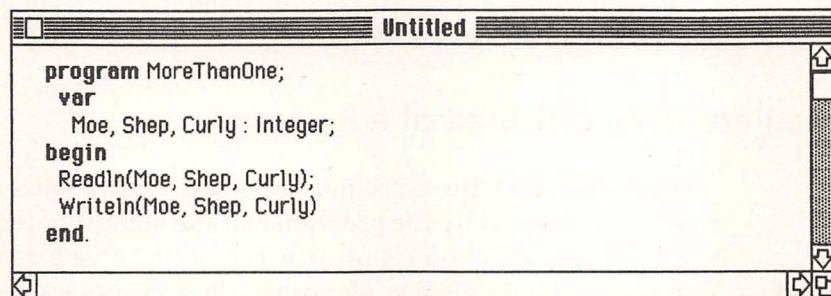 Untitled
program MoreThanOne;
var
Moe, Shep, Curly : Integer;
begin
Readln(Moe, Shep, Curly);
Writeln(Moe, Shep, Curly)
end.